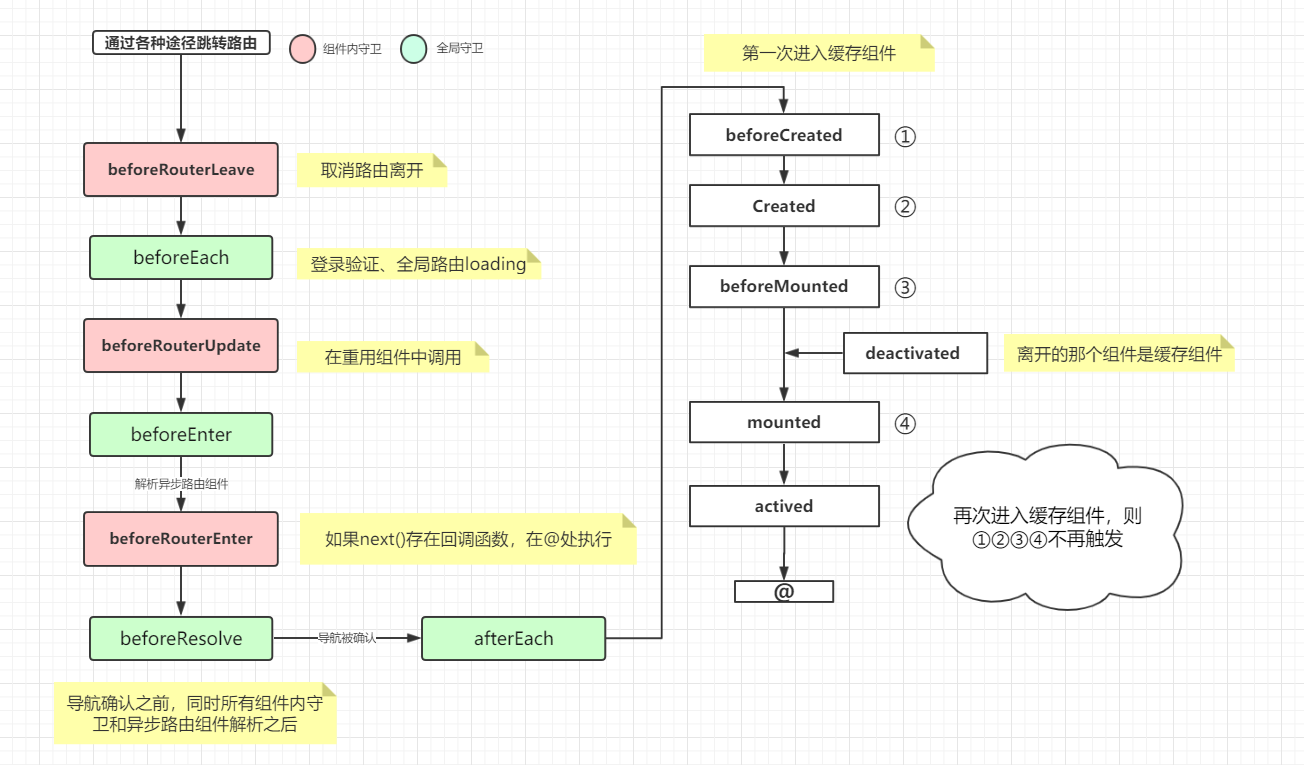 通过各种途径跳转路由
组件内守卫
全局守卫
beforeRouterLeave
取消路由离开
beforeEach
登录验证、全局路由loading
beforeRouterUpdate
在重用组件中调用
beforeEnter
解析异步路由组件
beforeRouterEnter
如果next()存在回调函数，在@处执行
beforeResolve
导航被确认
afterEach
导航确认之前，同时所有组件内守
卫和异步路由组件解析之后
第一次进入缓存组件
beforeCreated
①
Created
②
beforeMounted
③
deactivated
离开的那个组件是缓存组件
mounted
④
actived
@
再次进入缓存组件，则
①②③④不再触发